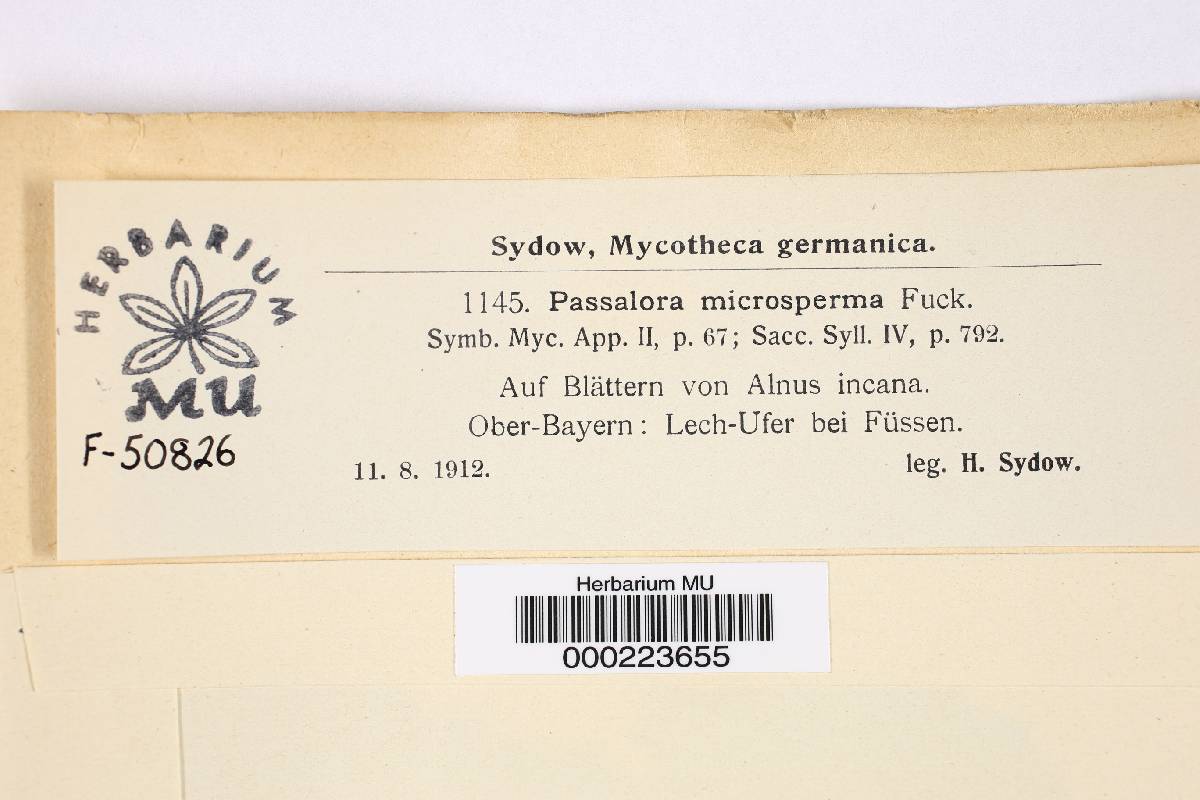 HERBARIUM
MU
F-50826
Sydow, Mycotheca germanica.
1145. Passalora microsperma Fuck.
Symb. Myc. App. II, p. 67; Sacc. Syll. IV, p. 792.
Auf Blättern von Alnus incana.
Ober-Bayern: Lech-Ufer bei Füssen.
11. 8. 1912. leg. H. Sydow.
Herbarium MU
000223655